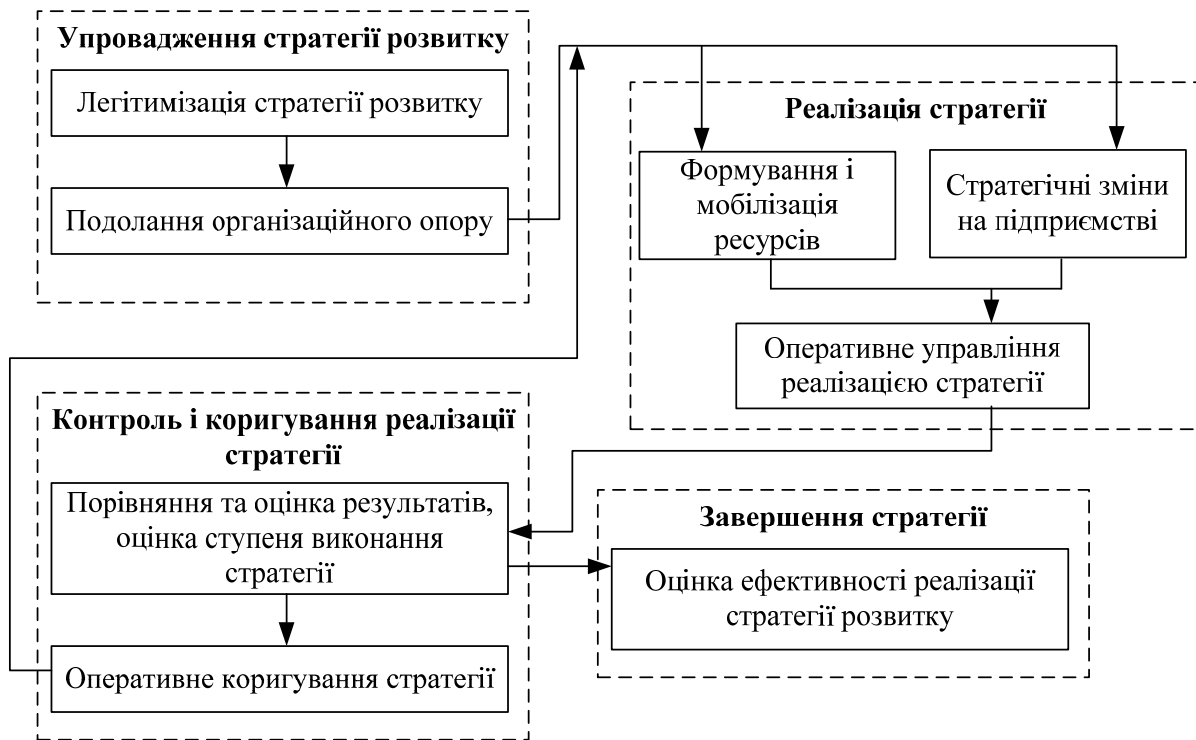 Упровадження стратегії розвитку
Легітимізація стратегії розвитку
Подолання організаційного опору
Реалізація стратегії
Формування і
мобілізація
ресурсів
Стратегічні зміни
на підприємстві
Оперативне управління
реалізацією стратегії
Контроль і коригування реалізації
стратегії
Порівняння та оцінка результатів,
оцінка ступеня виконання
стратегії
Оперативне коригування стратегії
Завершення стратегії
Оцінка ефективності реалізації
стратегії розвитку